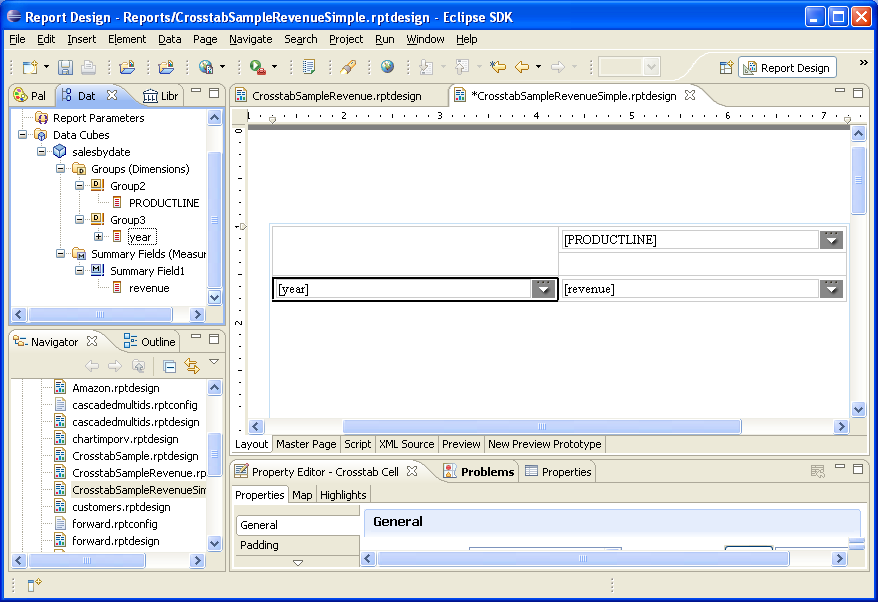 Report Design - Reports/CrosstabSampleRevenueSimple.rptdesign - Eclipse SDK
File Edit Insert Element Data Page Navigate Search Project Run Window Help
Report Design
Pal Dat Libr
Report Parameters
Data Cubes
salesbydate
Groups (Dimensions)
Group2
PRODUCTLINE
Group3
year
Summary Fields (Measur
Summary Field1
revenue
CrosstabSampleRevenue.rptdesign *CrosstabSampleRevenueSimple.rptdesign
1 2 3 4 5 6 7
0
1
2
[PRODUCTLINE]
[year] [revenue]
Layout Master Page Script XML Source Preview New Preview Prototype
Navigator Outline
Amazon.rptdesign
cascadedmultids.rptconfig
cascadedmultids.rptdesign
chartimporv.rptdesign
CrosstabSample.rptdesign
CrosstabSampleRevenue.rp
CrosstabSampleRevenueSim
customers.rptdesign
forward.rptconfig
forward.rptdesign
Property Editor - Crosstab Cell Problems Properties
Properties Map Highlights
General
Padding
General